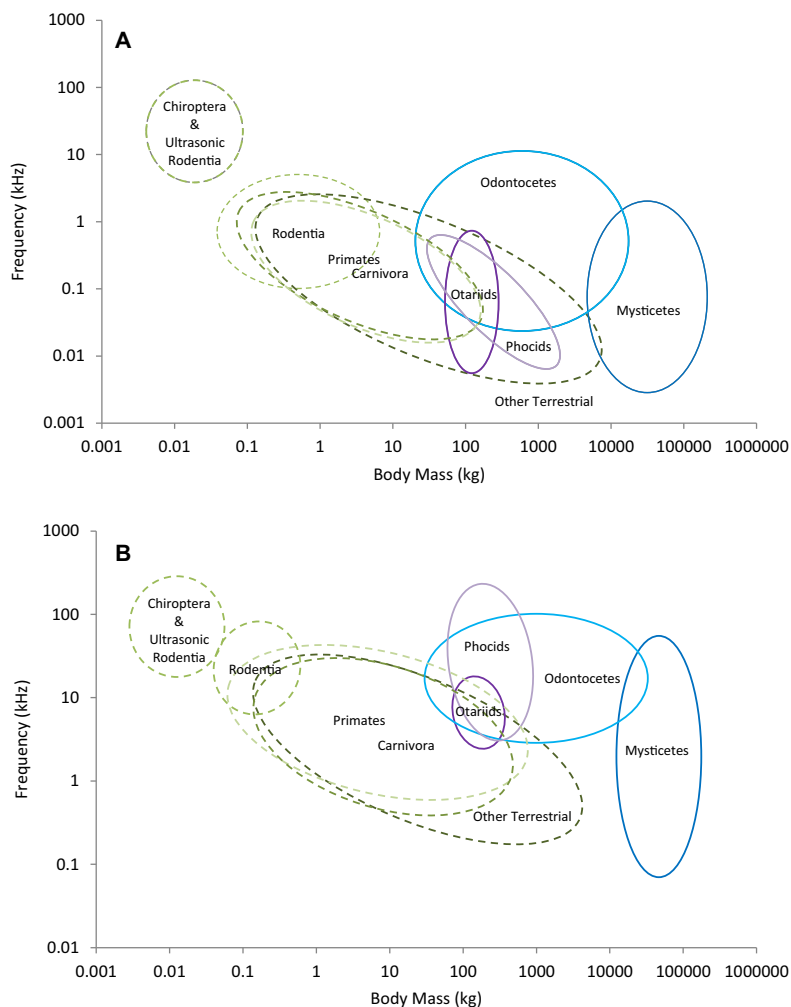 A
1000
100
10
1
0.1
0.01
0.001
Frequency (kHz)
Chiroptera
&
Ultrasonic
Rodentia
Odontocetes
Rodentia
Primates
Carnivora
Otariids
Mysticetes
Phocids
Other Terrestrial
0.001 0.01 0.1 1 10 100 1000 10000 100000 1000000
Body Mass (kg)
B
1000
100
10
1
0.1
0.01
Frequency (kHz)
Chiroptera
&
Ultrasonic
Rodentia
Phocids
Rodentia
Odontocetes
Otariids
Primates
Carnivora
Mysticetes
Other Terrestrial
0.001 0.01 0.1 1 10 100 1000 10000 100000 1000000
Body Mass (kg)